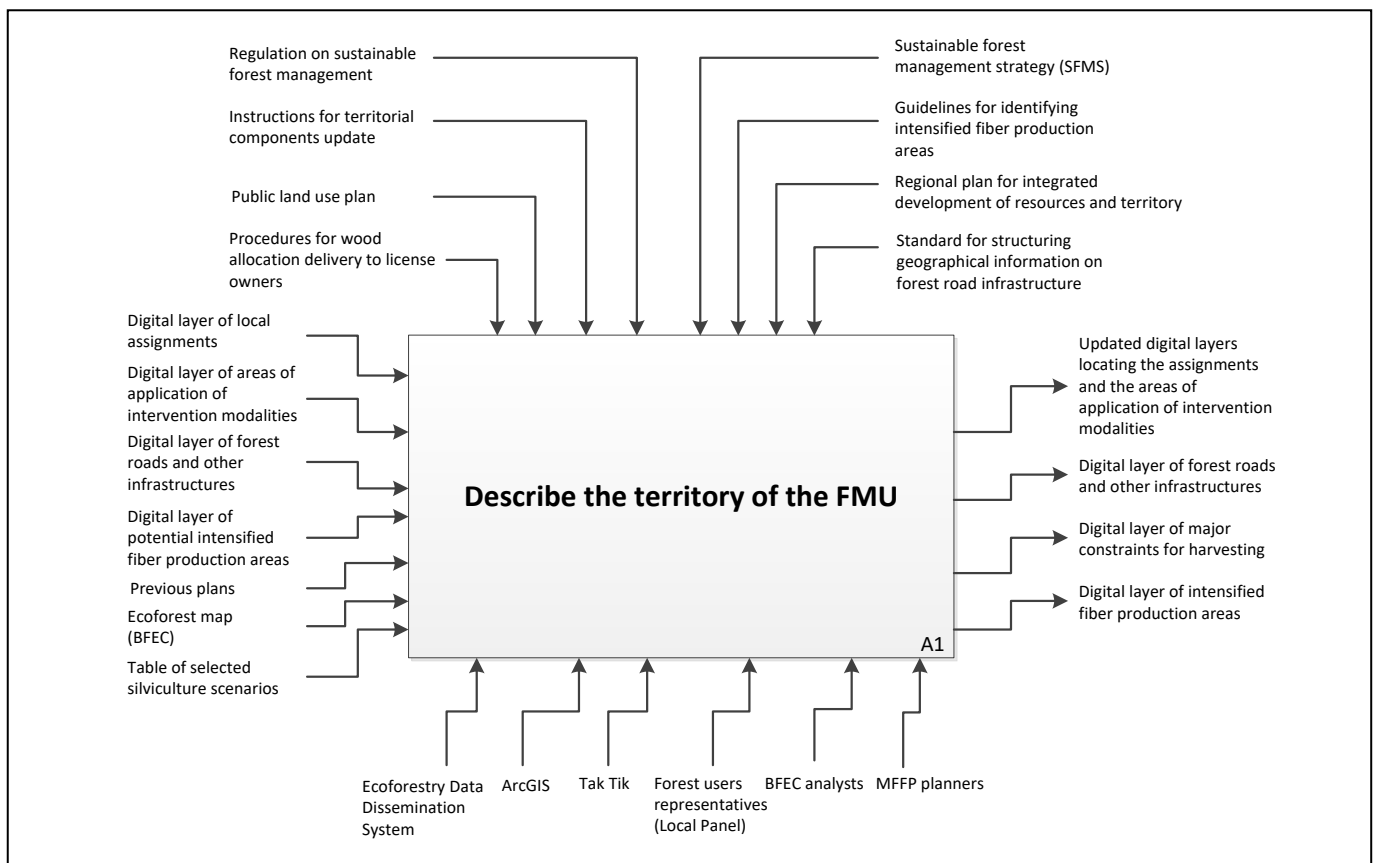 Regulation on sustainable
forest management
Instructions for territorial
components update
Public land use plan
Procedures for wood
allocation delivery to license
owners
Sustainable forest
management strategy (SFMS)
Guidelines for identifying
intensified fiber production
areas
Regional plan for integrated
development of resources and territory
Standard for structuring
geographical information on
forest road infrastructure
Digital layer of local
assignments
Digital layer of areas of
application of
intervention modalities
Digital layer of forest
roads and other
infrastructures
Digital layer of
potential intensified
fiber production areas
Previous plans
Ecoforest map
(BFEC)
Table of selected
silviculture scenarios
Describe the territory of the FMU
A1
Updated digital layers
locating the assignments
and the areas of
application of intervention
modalities
Digital layer of forest roads
and other infrastructures
Digital layer of major
constraints for harvesting
Digital layer of intensified
fiber production areas
Ecoforestry Data
Dissemination
System
ArcGIS
Tak Tik
Forest users
representatives
(Local Panel)
BFEC analysts
MFFP planners